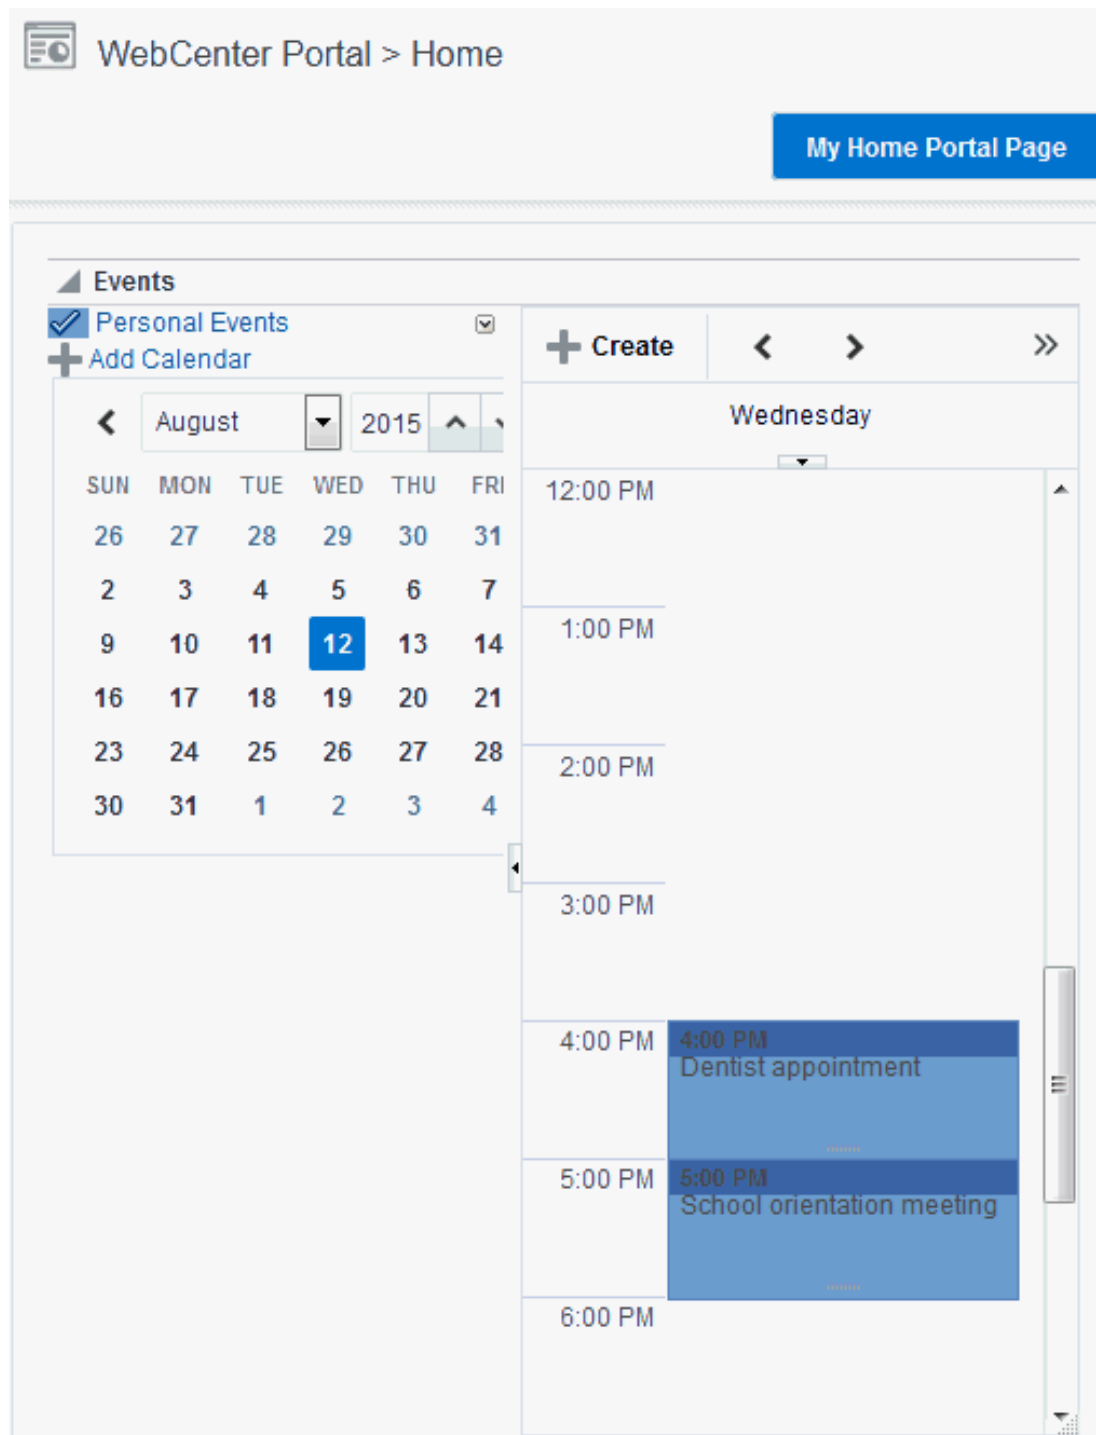 WebCenter Portal > Home
My Home Portal Page
Events
Personal Events
Add Calendar
August 2015
SUN MON TUE WED THU FRI
26 27 28 29 30 31
2 3 4 5 6 7
9 10 11 12 13 14
16 17 18 19 20 21
23 24 25 26 27 28
30 31 1 2 3 4
Create
Wednesday
12:00 PM
1:00 PM
2:00 PM
3:00 PM
4:00 PM
4:00 PM
Dentist appointment
5:00 PM
5:00 PM
School orientation meeting
6:00 PM